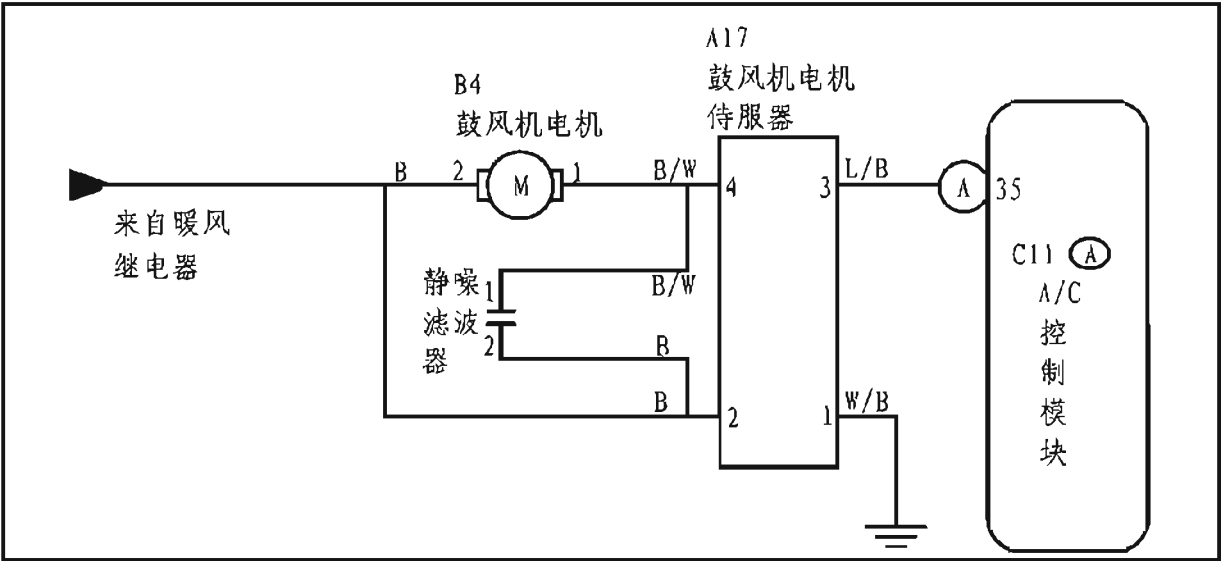 A17
鼓风机电机
侍服器
B4
鼓风机电机
B
2
M
1
B/W
4
3
L/B
A
35
来自暖风
继电器
C11 A
A/C
控
制
模
块
静噪
滤波
器
1
2
B/W
B
B
2
1
W/B